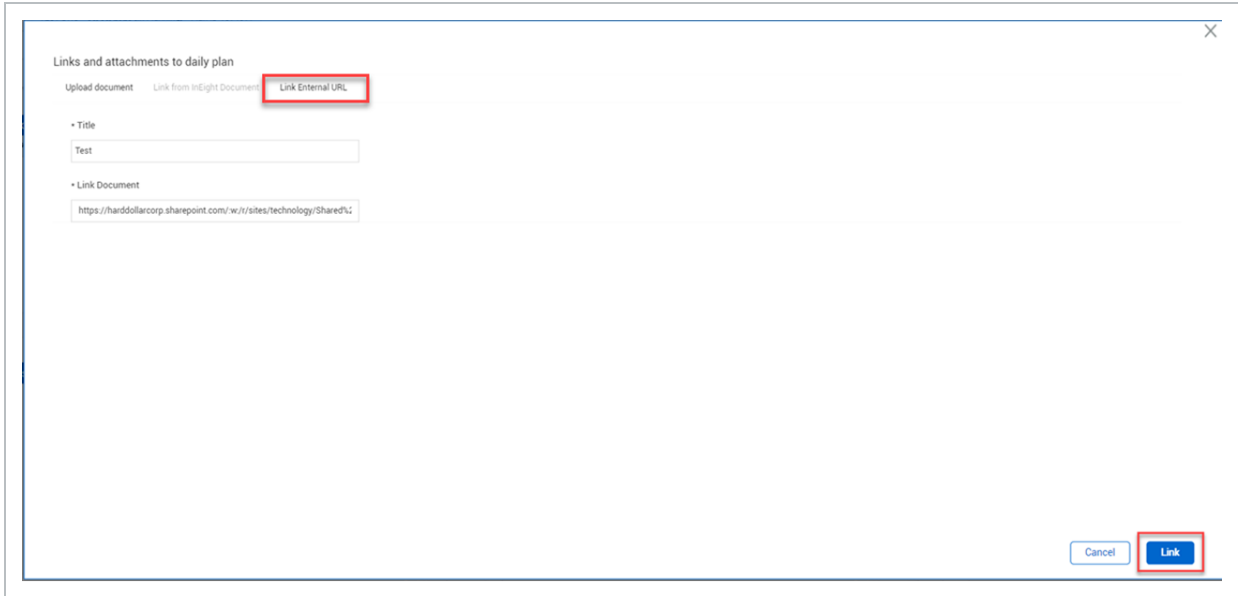 Links and attachments to daily plan
Upload document Link from InEight Document Link Enternal URL
• Title
Test
• Link Document
https://harddollarcorp.sharepoint.com/:w:/r/sites/technology/Shared%2
Cancel Link